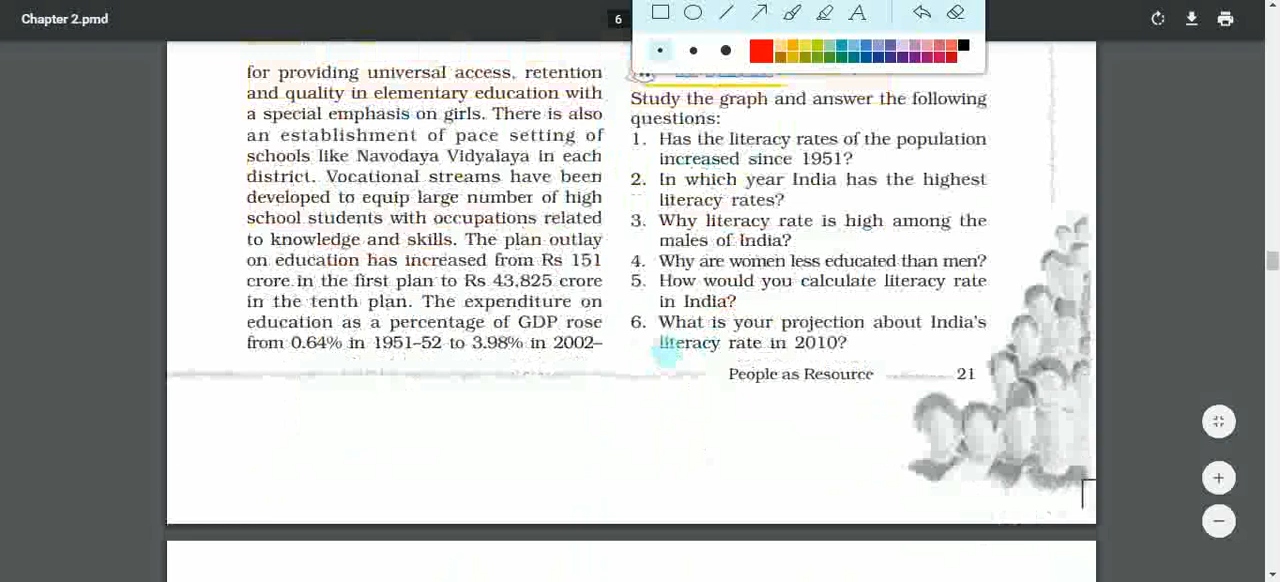 Chapter 2.pmd
6
for providing universal access, retention
and quality in elementary education with
a special emphasis on girls. There is also
an establishment of pace setting of
schools like Navodaya Vidyalaya in each
district. Vocational streams have been
developed to equip large number of high
school students with occupations related
to knowledge and skills. The plan outlay
on education has increased from Rs 151
crore in the first plan to Rs 43,825 crore
in the tenth plan. The expenditure on
education as a percentage of GDP rose
from 0.64% in 1951–52 to 3.98% in 2002–
Study the graph and answer the following
questions:
1. Has the literacy rates of the population
increased since 1951?
2. In which year India has the highest
literacy rates?
3. Why literacy rate is high among the
males of India?
4. Why are women less educated than men?
5. How would you calculate literacy rate
in India?
6. What is your projection about India's
literacy rate in 2010?
People as Resource 21